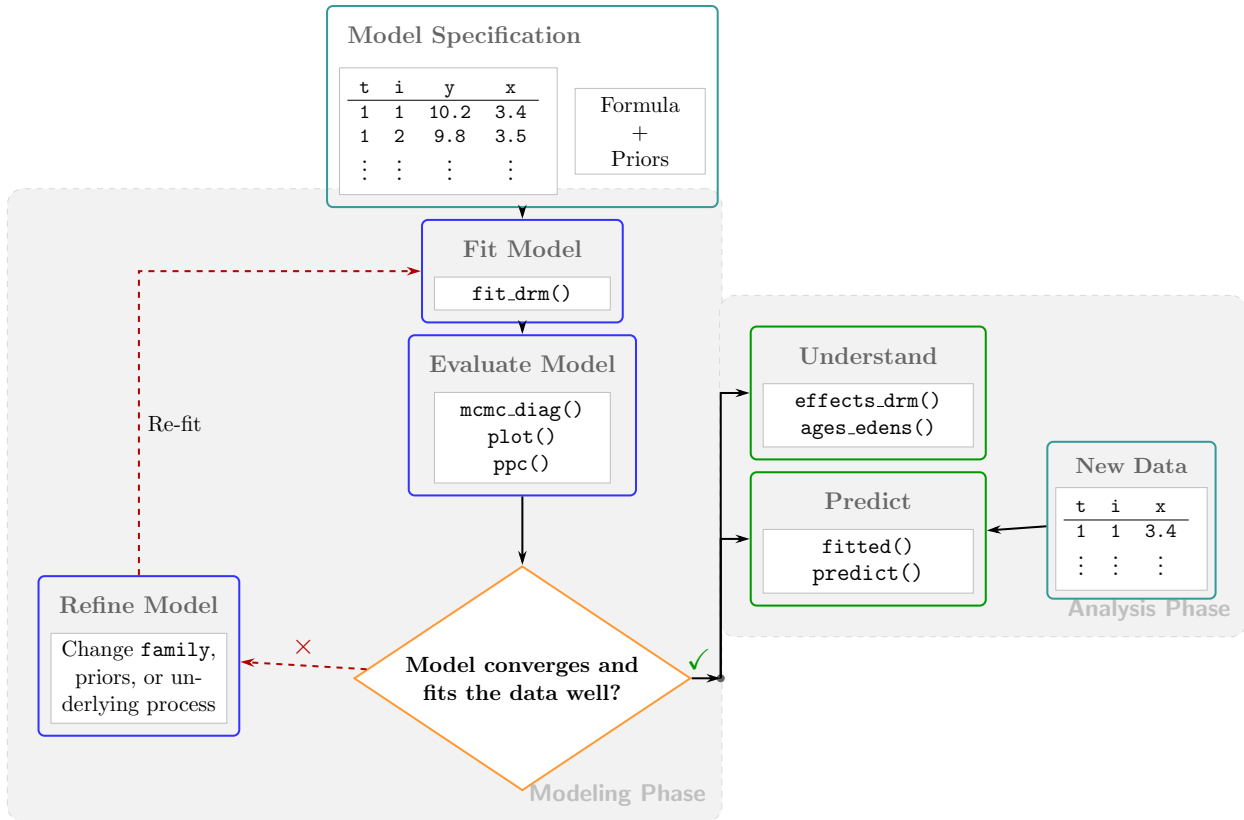 Model Specification
t i y x
1 1 10.2 3.4
1 2 9.8 3.5
⋮ ⋮ ⋮ ⋮
Formula
+
Priors
Fit Model
fit_drm()
Evaluate Model
mcmc_diag()
plot()
ppc()
Re-fit
Refine Model
Change family,
priors, or un-
derlying process
×
Model converges and
fits the data well?
✓
Modeling Phase
Understand
effects_drm()
ages_edens()
Predict
fitted()
predict()
New Data
t i x
1 1 3.4
⋮ ⋮ ⋮
Analysis Phase